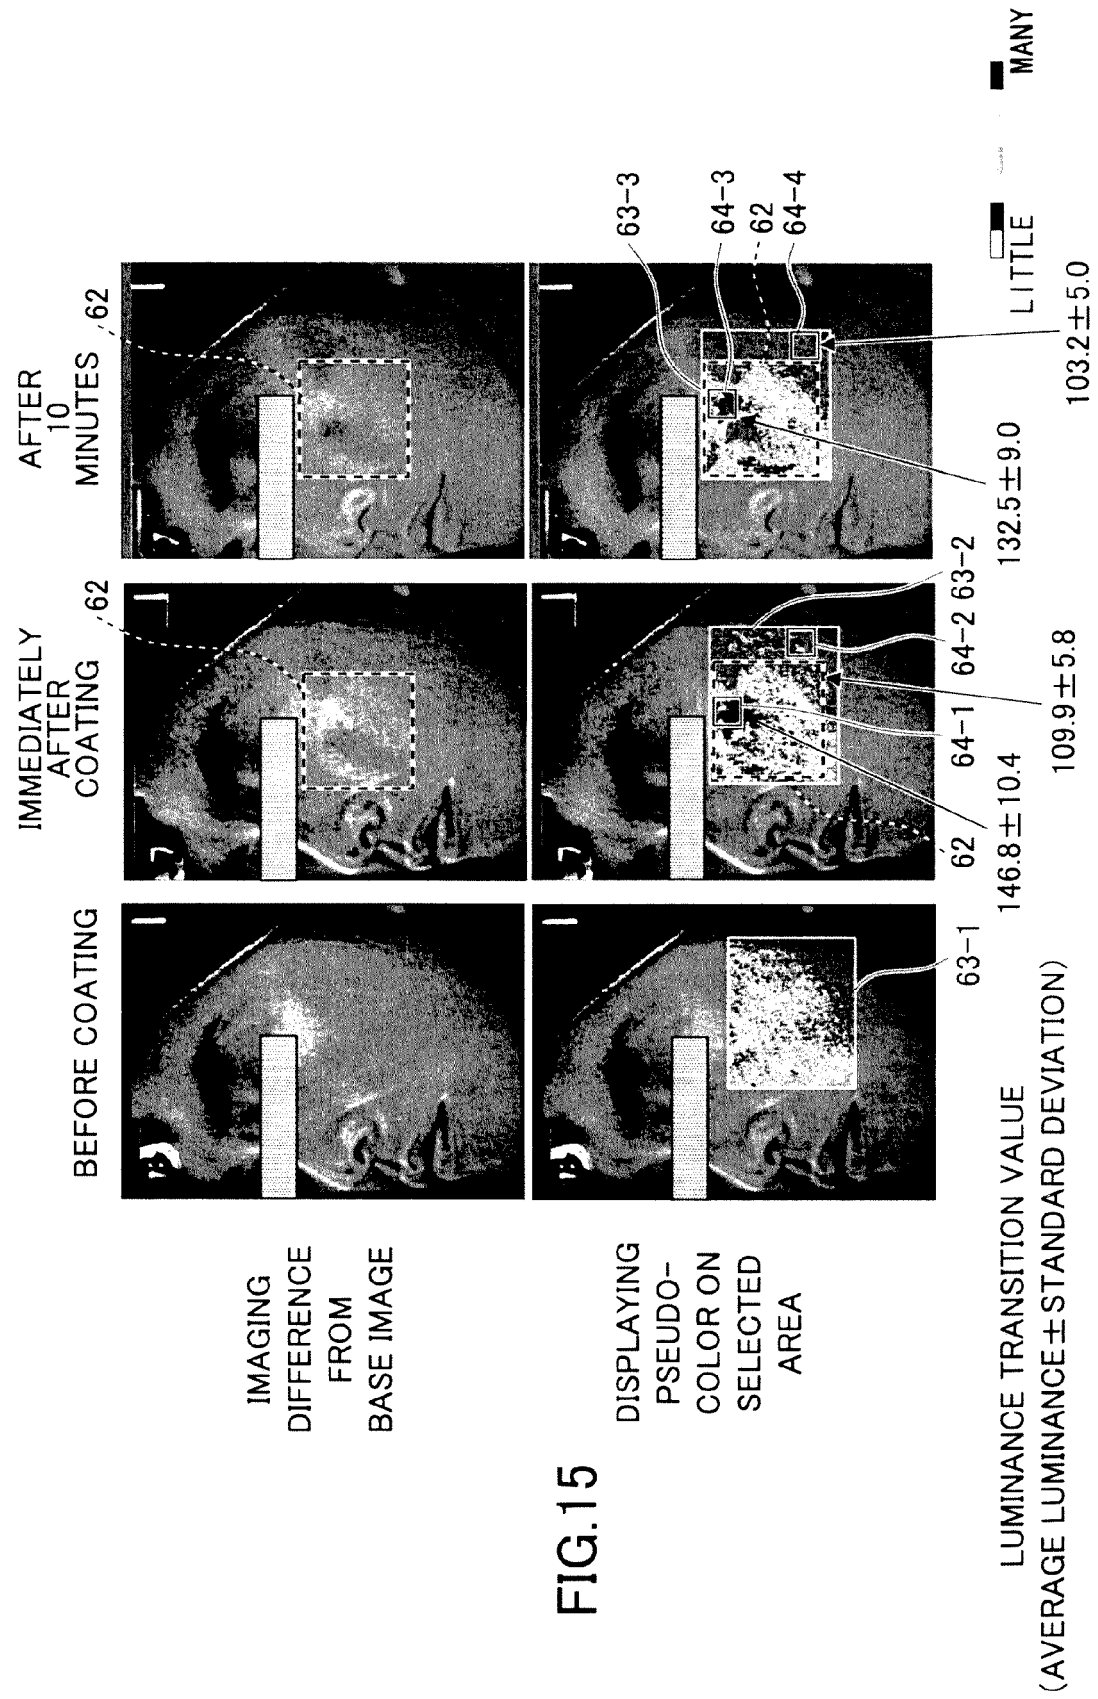 FIG.15
BEFORE COATING
IMMEDIATELY
AFTER
COATING
AFTER
10
MINUTES
IMAGING
DIFFERENCE
FROM
BASE IMAGE
62
62
DISPLAYING
PSEUDO-
COLOR ON
SELECTED
AREA
63-1
62
64-1
64-2
63-2
63-3
64-3
62
64-4
LUMINANCE TRANSITION VALUE
(AVERAGE LUMINANCE±STANDARD DEVIATION)
146.8±10.4
109.9±5.8
132.5±9.0
103.2±5.0
LITTLE
MANY